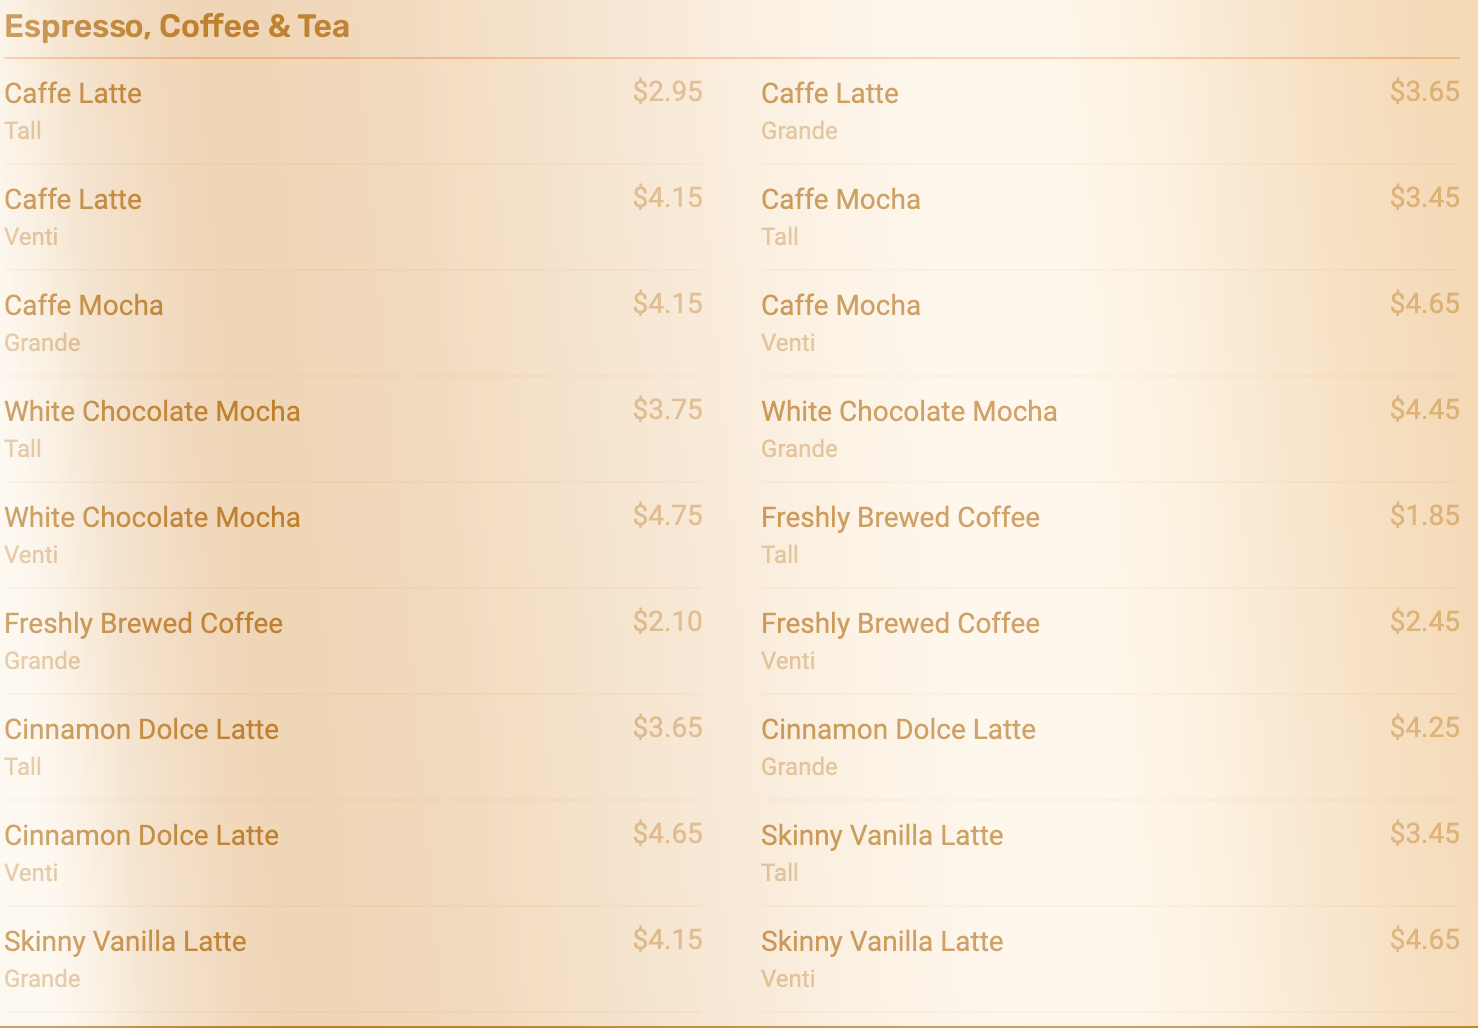 Espresso, Coffee & Tea
Caffe Latte $2.95
Tall
Caffe Latte $3.65
Grande
Caffe Latte $4.15
Venti
Caffe Mocha $3.45
Tall
Caffe Mocha $4.15
Grande
Caffe Mocha $4.65
Venti
White Chocolate Mocha $3.75
Tall
White Chocolate Mocha $4.45
Grande
White Chocolate Mocha $4.75
Venti
Freshly Brewed Coffee $1.85
Tall
Freshly Brewed Coffee $2.10
Grande
Freshly Brewed Coffee $2.45
Venti
Cinnamon Dolce Latte $3.65
Tall
Cinnamon Dolce Latte $4.25
Grande
Cinnamon Dolce Latte $4.65
Venti
Skinny Vanilla Latte $3.45
Tall
Skinny Vanilla Latte $4.15
Grande
Skinny Vanilla Latte $4.65
Venti